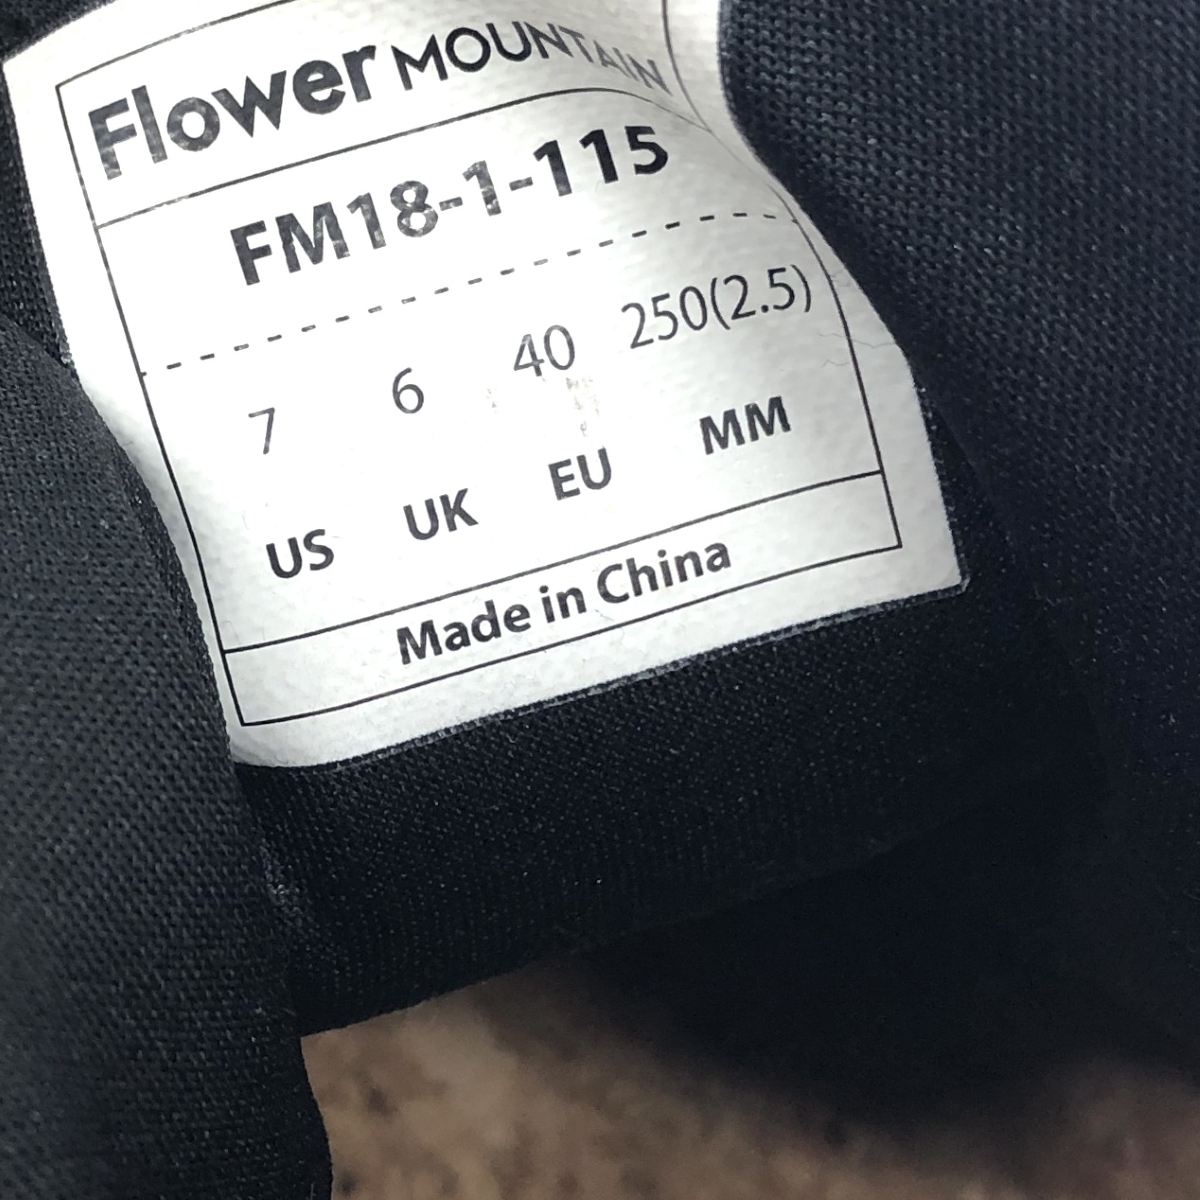 Flower MOUNTAIN
FM18-1-115
7 6 40 250(2.5)
US UK EU MM
Made in China